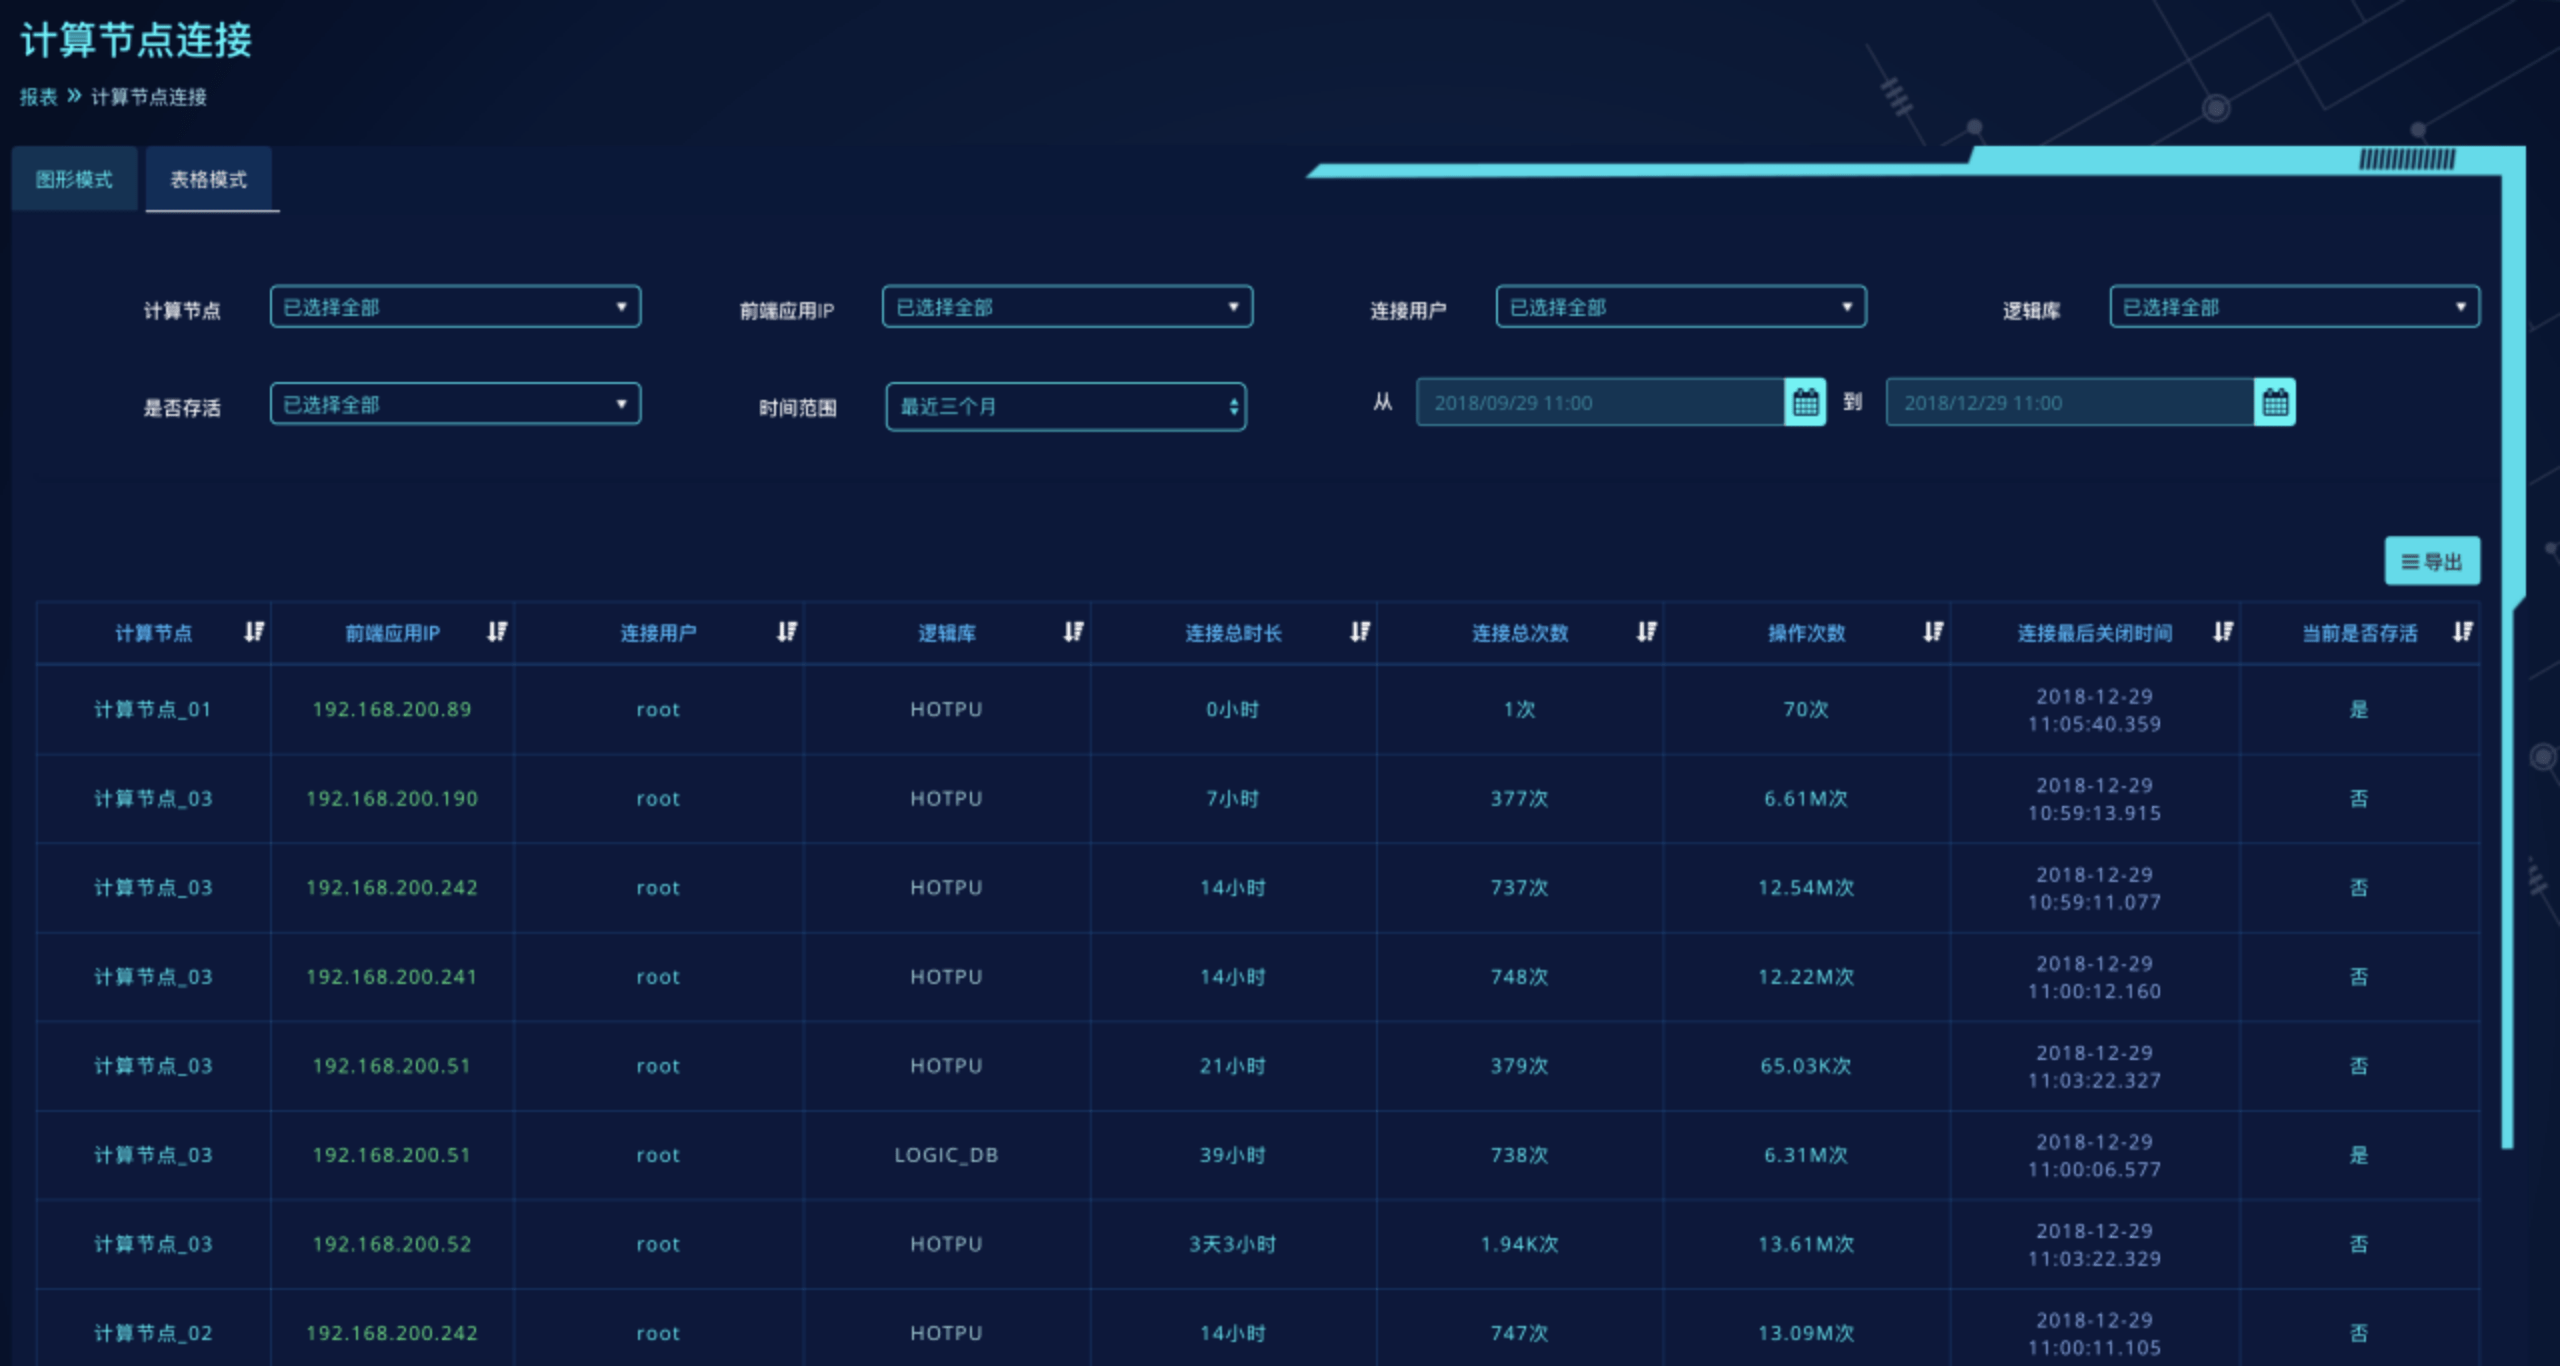 计算节点连接
报表 » 计算节点连接
图形模式 表格模式
计算节点 已选择全部 前端应用IP 已选择全部 连接用户 已选择全部 逻辑库 已选择全部
是否存活 已选择全部 时间范围 最近三个月 从 2018/09/29 11:00 到 2018/12/29 11:00
导出
计算节点 前端应用IP 连接用户 逻辑库 连接总时长 连接总次数 操作次数 连接最后关闭时间 当前是否存活
计算节点_01 192.168.200.89 root HOTPU 0小时 1次 70次 2018-12-29 11:05:40.359 是
计算节点_03 192.168.200.190 root HOTPU 7小时 377次 6.61M次 2018-12-29 10:59:13.915 否
计算节点_03 192.168.200.242 root HOTPU 14小时 737次 12.54M次 2018-12-29 10:59:11.077 否
计算节点_03 192.168.200.241 root HOTPU 14小时 748次 12.22M次 2018-12-29 11:00:12.160 否
计算节点_03 192.168.200.51 root HOTPU 21小时 379次 65.03K次 2018-12-29 11:03:22.327 否
计算节点_03 192.168.200.51 root LOGIC_DB 39小时 738次 6.31M次 2018-12-29 11:00:06.577 是
计算节点_03 192.168.200.52 root HOTPU 3天3小时 1.94K次 13.61M次 2018-12-29 11:03:22.329 否
计算节点_02 192.168.200.242 root HOTPU 14小时 747次 13.09M次 2018-12-29 11:00:11.105 否